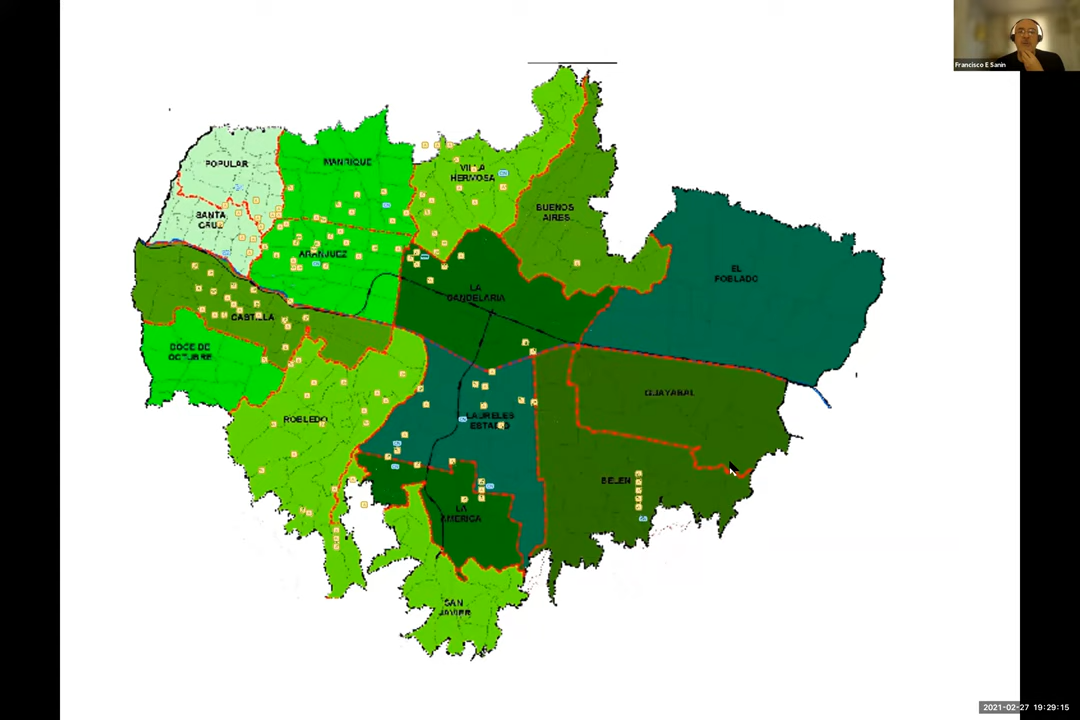 Francisco E Sanin
POPULAR
MANRIQUE
VILLA
HERMOSA
SANTA
CRUZ
BUENOS
AIRES
ARANJUEZ
EL
POBLADO
LA
CANDELARIA
CASTILLA
DOCE DE
OCTUBRE
GUAYABAL
ROBLEDO
LAURELES
ESTADIO
BELEN
LA
AMERICA
SAN
JAVIER
2021-02-27 19:29:15